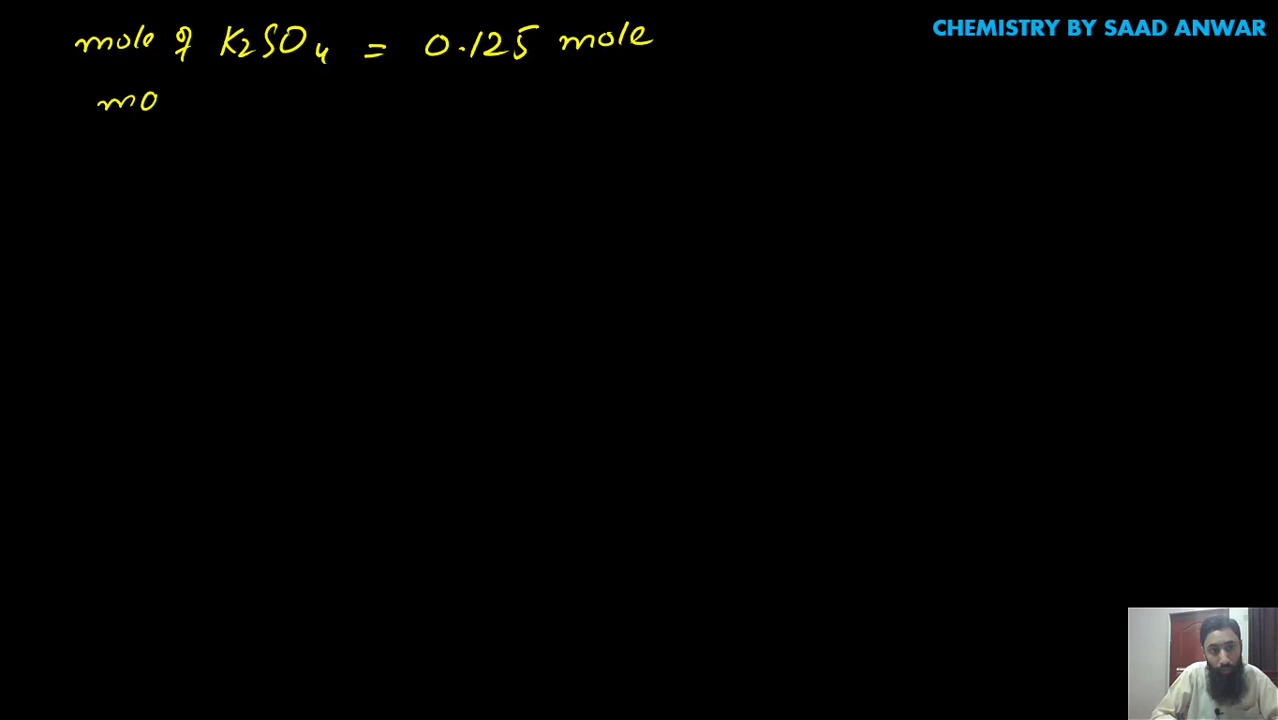 CHEMISTRY BY SAAD ANWAR
mole of K₂SO₄ = 0.125 mole
mo